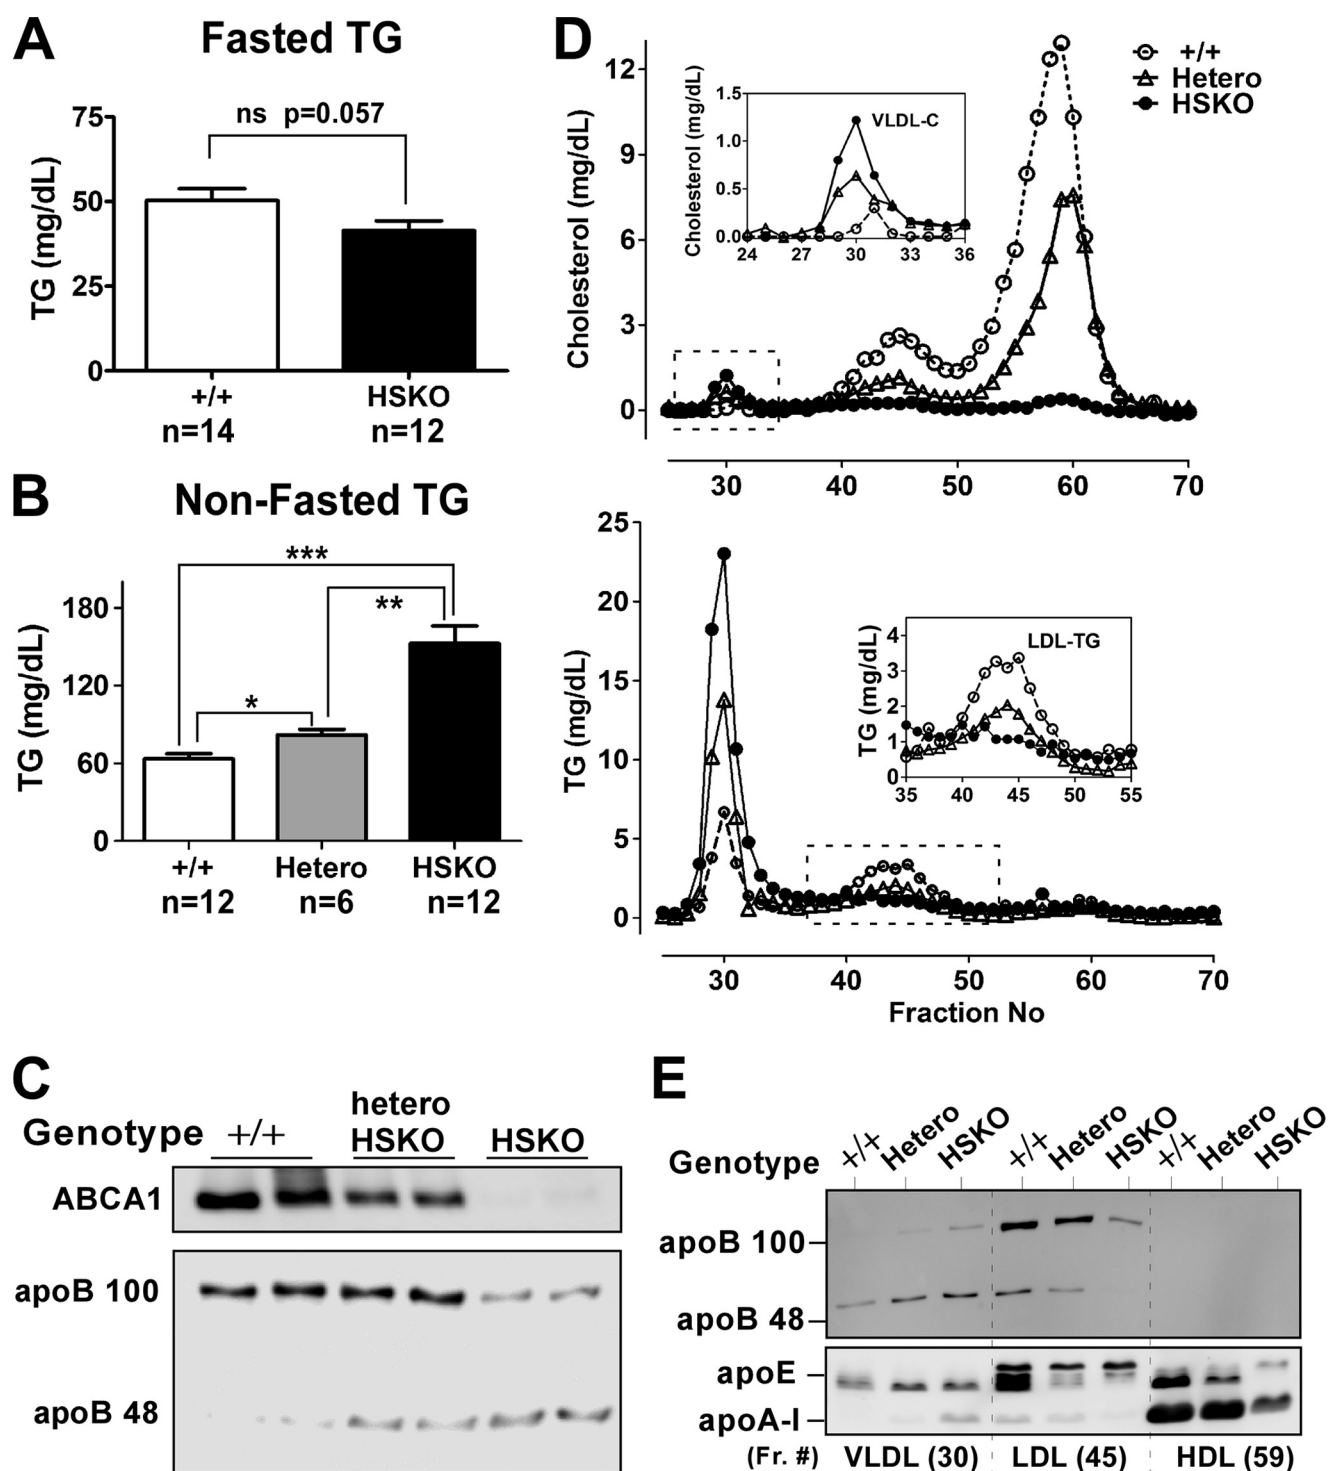 A
Fasted TG
ns p=0.057
75
50
25
0
TG (mg/dL)
+/+
HSKO
n=14
n=12
B
Non-Fasted TG
***
**
*
180
120
60
0
TG (mg/dL)
+/+
Hetero
HSKO
n=12
n=6
n=12
D
+/+
Hetero
HSKO
12
9
6
3
0
Cholesterol (mg/dL)
30
40
50
60
70
VLDL-C
1.5
1.0
0.5
0.0
Cholesterol (mg/dL)
24
27
30
33
36
25
20
15
10
5
0
TG (mg/dL)
LDL-TG
4
3
2
1
0
TG (mg/dL)
35
40
45
50
55
30
40
50
60
70
Fraction No
C
Genotype
+/+
hetero
HSKO
HSKO
ABCA1
apoB 100
apoB 48
E
Genotype
+/+
Hetero
HSKO
+/+
Hetero
HSKO
+/+
Hetero
HSKO
apoB 100
apoB 48
apoE
apoA-I
(Fr. #)
VLDL (30)
LDL (45)
HDL (59)